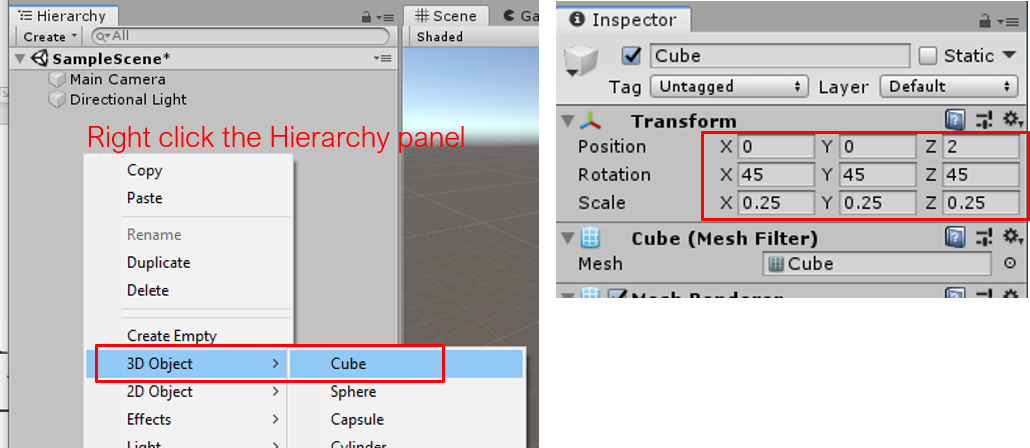 Hierarchy
Create
All
SampleScene*
Main Camera
Directional Light
Right click the Hierarchy panel
Copy
Paste
Rename
Duplicate
Delete
Create Empty
3D Object > Cube
2D Object > Sphere
Effects > Capsule
Light > Cylinder
Scene
Ga
Shaded
Inspector
Cube Static
Tag Untagged Layer Default
Transform
Position X 0 Y 0 Z 2
Rotation X 45 Y 45 Z 45
Scale X 0.25 Y 0.25 Z 0.25
Cube (Mesh Filter)
Mesh Cube
Mesh Renderer